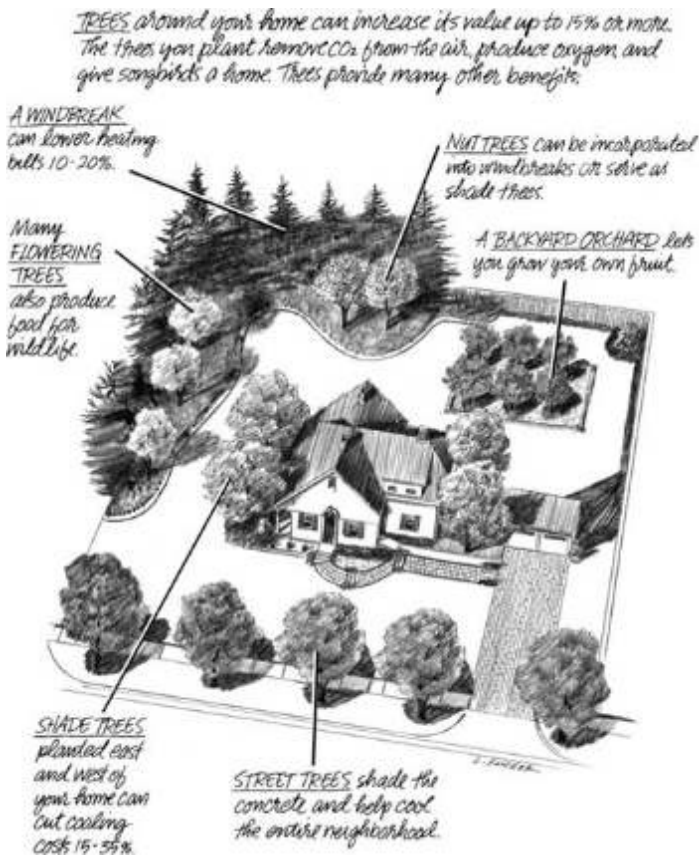 TREES around your home can increase its value up to 15% or more.
The trees you plant remove CO₂ from the air, produce oxygen and
give songbirds a home. Trees provide many other benefits.
A WINDBREAK
can lower heating
bills 10-20%.
NUT TREES can be incorporated
into windbreaks or serve as
shade trees.
Many
FLOWERING
TREES
also produce
food for
wildlife.
A BACKYARD ORCHARD lets
you grow your own fruit.
SHADE TREES
planted east
and west of
your home can
cut cooling
costs 15-35%.
STREET TREES shade the
concrete and help cool
the entire neighborhood.